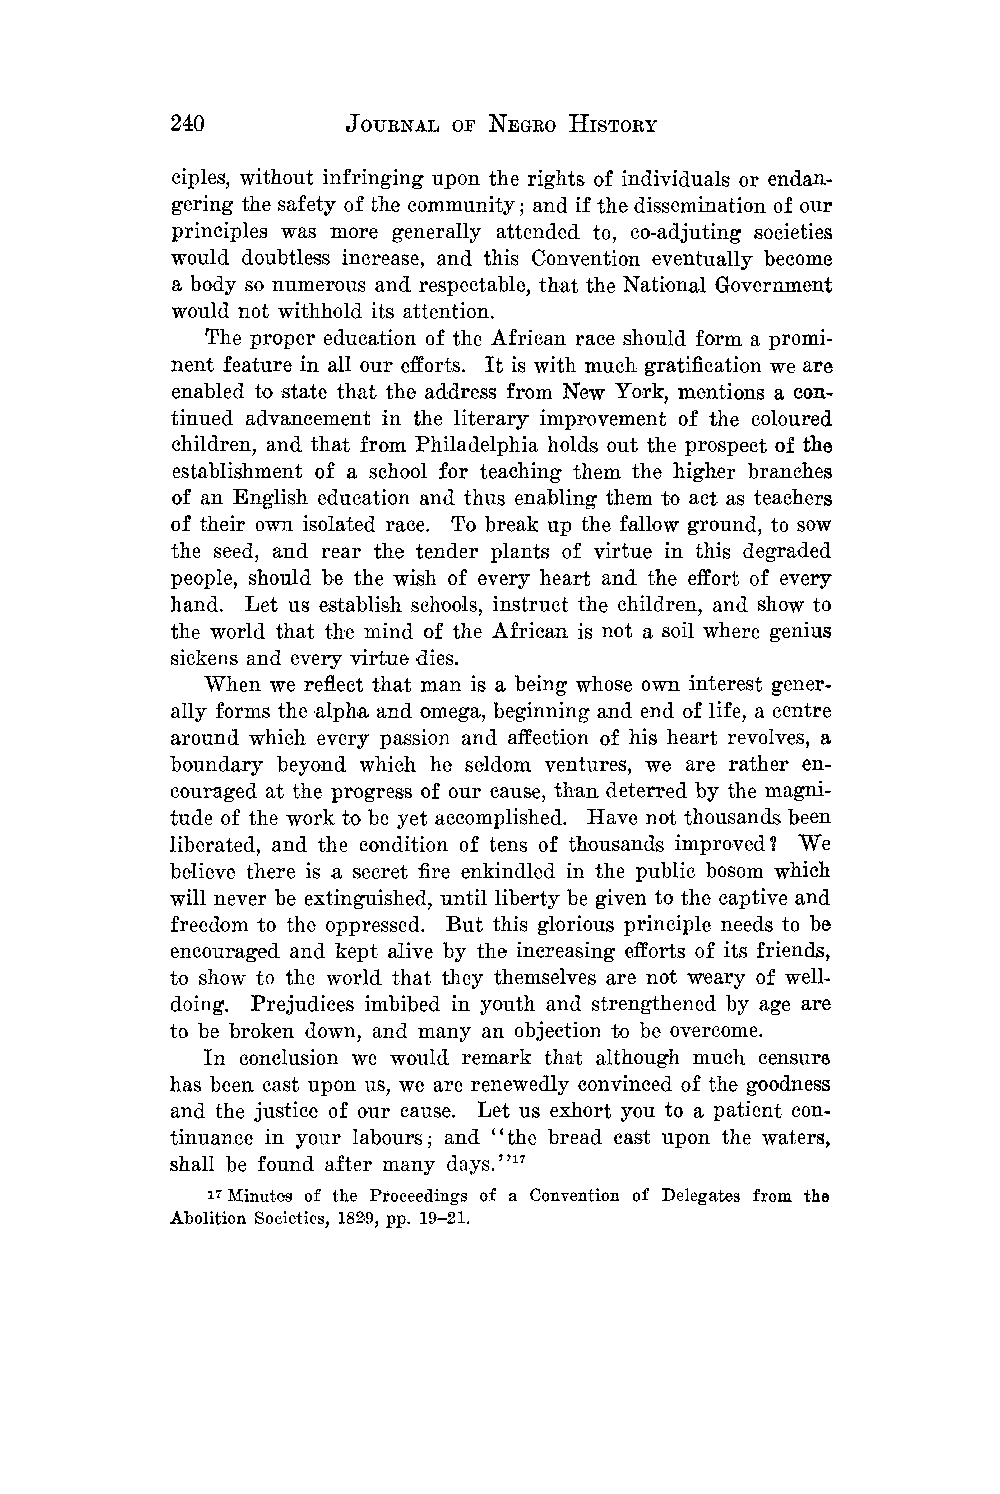 240 JOURNAL OF NEGRO HISTORY
ciples, without infringing upon the rights of individuals or endan-
gering the safety of the community; and if the dissemination of our
principles was more generally attended to, co-adjuting societies
would doubtless increase, and this Convention eventually become
a body so numerous and respectable, that the National Government
would not withhold its attention.
The proper education of the African race should form a promi-
nent feature in all our efforts. It is with much gratification we are
enabled to state that the address from New York, mentions a con-
tinued advancement in the literary improvement of the coloured
children, and that from Philadelphia holds out the prospect of the
establishment of a school for teaching them the higher branches
of an English education and thus enabling them to act as teachers
of their own isolated race. To break up the fallow ground, to sow
the seed, and rear the tender plants of virtue in this degraded
people, should be the wish of every heart and the effort of every
hand. Let us establish schools, instruct the children, and show to
the world that the mind of the African is not a soil where genius
sickens and every virtue dies.
When we reflect that man is a being whose own interest gener-
ally forms the alpha and omega, beginning and end of life, a centre
around which every passion and affection of his heart revolves, a
boundary beyond which he seldom ventures, we are rather en-
couraged at the progress of our cause, than deterred by the magni-
tude of the work to be yet accomplished. Have not thousands been
liberated, and the condition of tens of thousands improved? We
believe there is a secret fire enkindled in the public bosom which
will never be extinguished, until liberty be given to the captive and
freedom to the oppressed. But this glorious principle needs to be
encouraged and kept alive by the increasing efforts of its friends,
to show to the world that they themselves are not weary of well-
doing. Prejudices imbibed in youth and strengthened by age are
to be broken down, and many an objection to be overcome.
In conclusion we would remark that although much censure
has been cast upon us, we are renewedly convinced of the goodness
and the justice of our cause. Let us exhort you to a patient con-
tinuance in your labours; and "the bread cast upon the waters,
shall be found after many days."17
17 Minutes of the Proceedings of a Convention of Delegates from the
Abolition Societies, 1829, pp. 19–21.